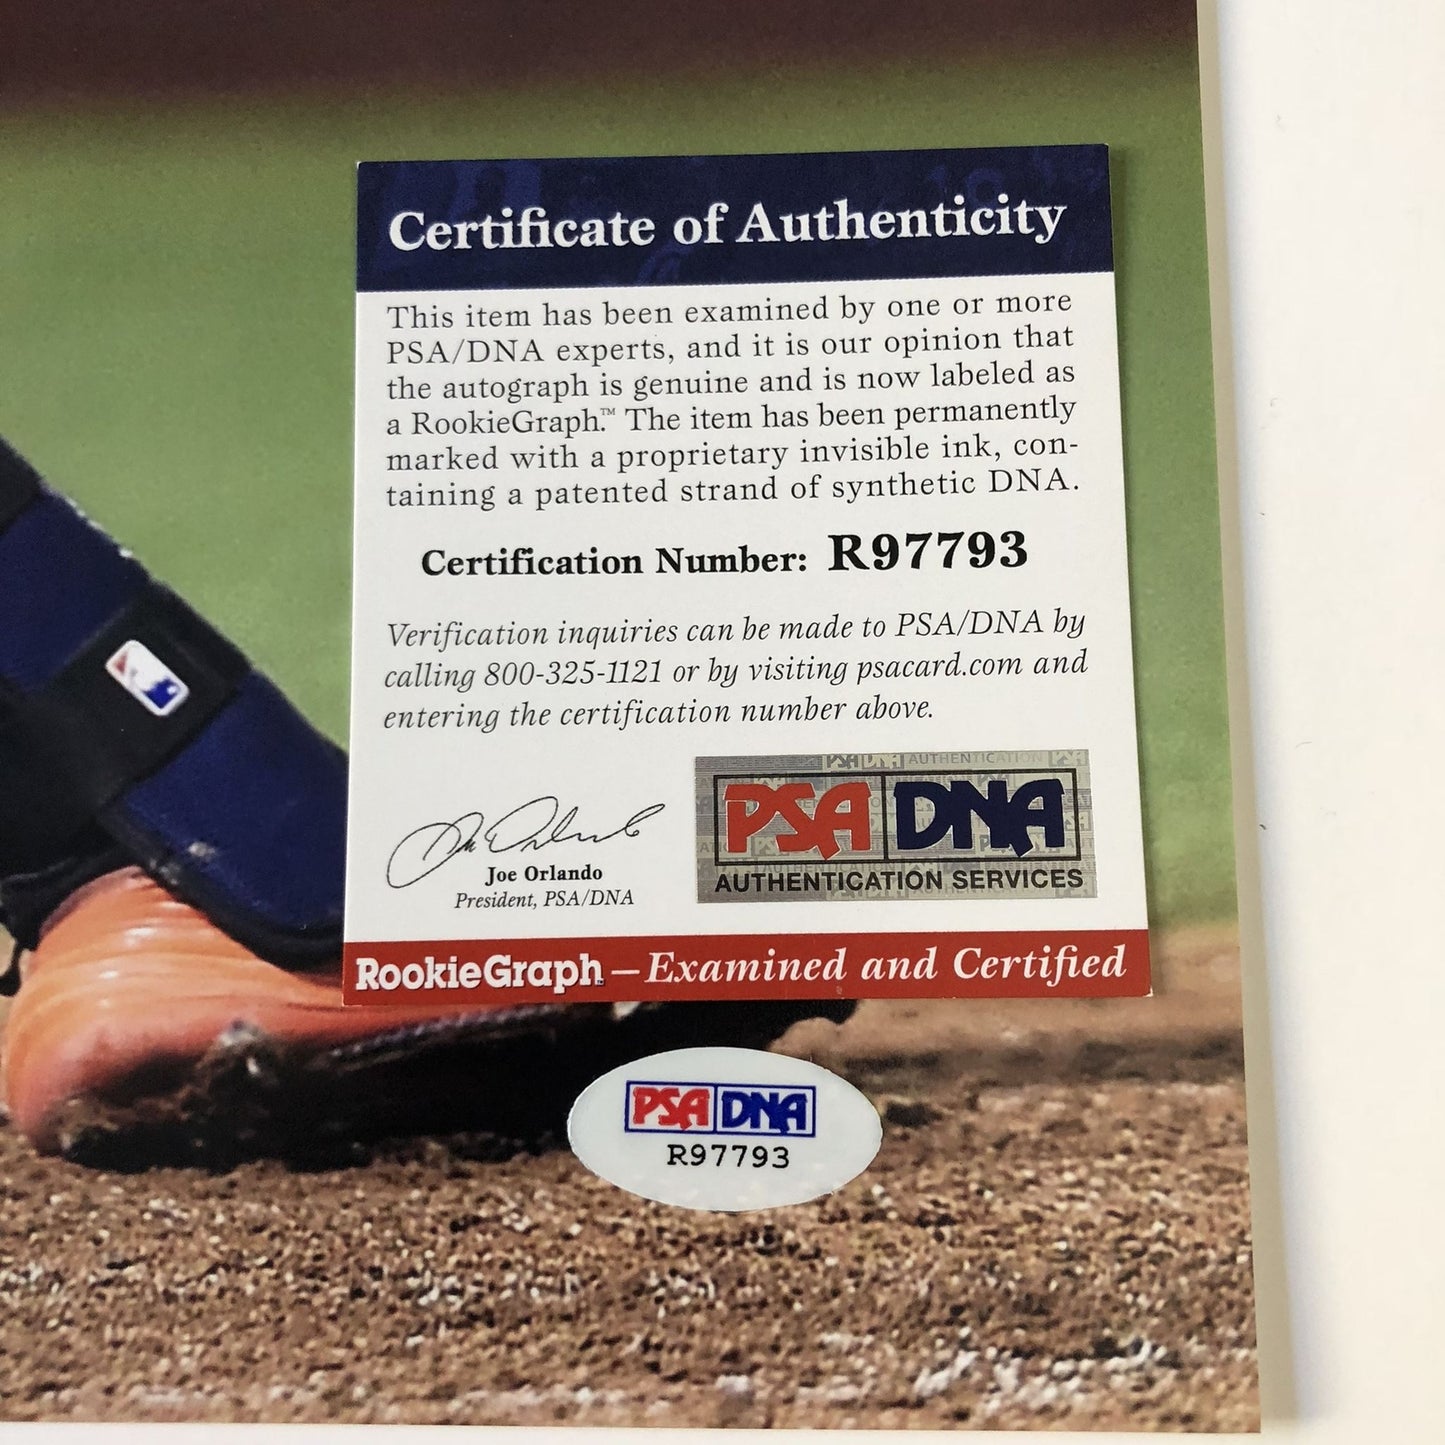 Certificate of Authenticity
This item has been examined by one or more
PSA/DNA experts, and it is our opinion that
the autograph is genuine and is now labeled as
a RookieGraph.™ The item has been permanently
marked with a proprietary invisible ink, con-
taining a patented strand of synthetic DNA.
Certification Number: R97793
Verification inquiries can be made to PSA/DNA by
calling 800-325-1121 or by visiting psacard.com and
entering the certification number above.
Joe Orlando
President, PSA/DNA
PSA DNA AUTHENTICATION
PSA DNA
AUTHENTICATION SERVICES
RookieGraph – Examined and Certified
PSA DNA
R97793